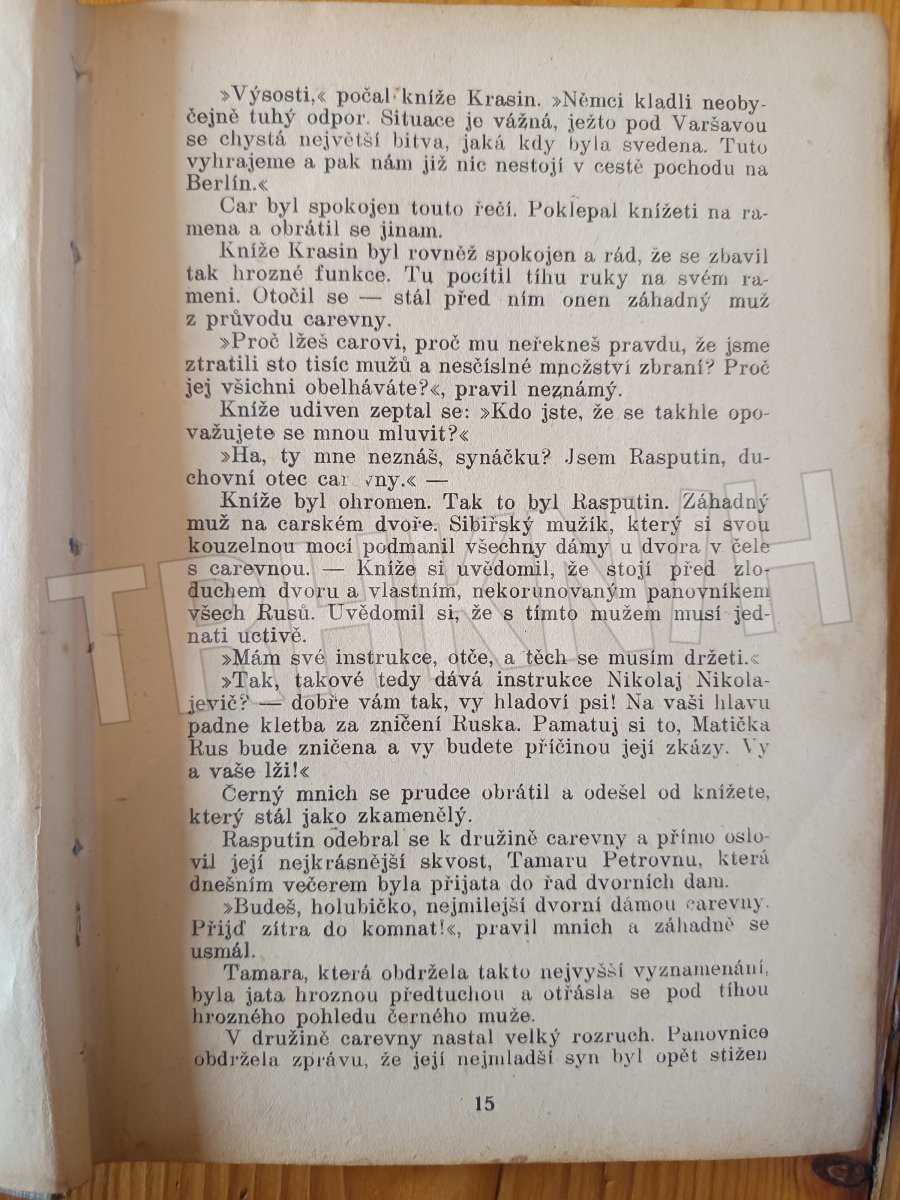 »Výsosti,« počal kníže Krasin. »Němci kladli neoby-
čejně tuhý odpor. Situace je vážná, ježto pod Varšavou
se chystá největší bitva, jaká kdy byla svedena. Tuto
vyhrajeme a pak nám již nic nestojí v cestě pochodu na
Berlín.«
Car byl spokojen touto řečí. Poklepal knížeti na ra-
mena a obrátil se jinam.
Kníže Krasin byl rovněž spokojen a rád, že se zbavil
tak hrozné funkce. Tu pocítil tíhu ruky na svém ra-
meni. Otočil se — stál před ním onen záhadný muž
z průvodu carevny.
»Proč lžeš carovi, proč mu neřekneš pravdu, že jsme
ztratili sto tisíc mužů a nesčíslné množství zbraní? Proč
jej všichni obelháváte?«, pravil neznámý.
Kníže udiven zeptal se: »Kdo jste, že se takhle opo-
važujete se mnou mluvit?«
»Ha, ty mne neznáš, synáčku? Jsem Rasputin, du-
chovní otec carevny.« —
Kníže byl ohromen. Tak to byl Rasputin. Záhadný
muž na carském dvoře. Sibiřský mužík, který si svou
kouzelnou mocí podmanil všechny dámy u dvora v čele
s carevnou. — Kníže si uvědomil, že stojí před zlo-
duchem dvoru a vlastním, nekorunovaným panovníkem
všech Rusů. Uvědomil si, že s tímto mužem musí jed-
nati uctivě.
»Mám své instrukce, otče, a těch se musím držeti.«
»Tak, takové tedy dává instrukce Nikolaj Nikola-
jevič? — dobře vám tak, vy hladoví psi! Na vaši hlavu
padne kletba za zničení Ruska. Pamatuj si to, Matička
Rus bude zničena a vy budete příčinou její zkázy. Vy
a vaše lži!«
Černý mnich se prudce obrátil a odešel od knížete,
který stál jako zkamenělý.
Rasputin odebral se k družině carevny a přímo oslo-
vil její nejkrásnější skvost, Tamaru Petrovnu, která
dnešním večerem byla přijata do řad dvorních dam.
»Budeš, holubičko, nejmilejší dvorní dámou carevny.
Přijď zítra do komnat!«, pravil mnich a záhadně se
usmál.
Tamara, která obdržela takto nejvyšší vyznamenání,
byla jata hroznou předtuchou a otřásla se pod tíhou
hrozného pohledu černého muže.
V družině carevny nastal velký rozruch. Panovnice
obdržela zprávu, že její nejmladší syn byl opět stižen
15
TRHKNIH